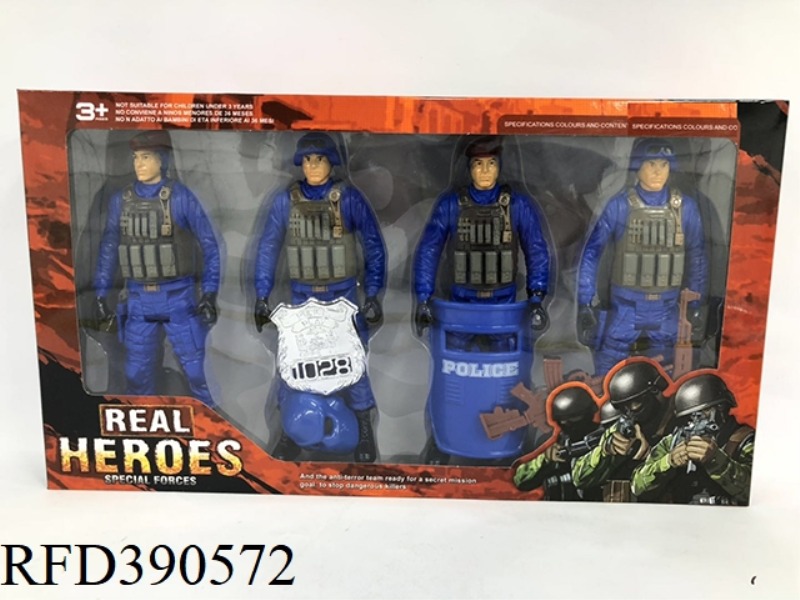 3+
NOT SUITABLE FOR CHILDREN UNDER 3 YEARS
NO CONVIENE A NINOS MENORES DE 36 MESES
NO N ADATTO AI BAMBINI DI ETA INFERIORE AI 36 MESI
SPECIFICATIONS COLOURS AND CONTEN
SPECIFICATIONS COLOURS AND CO
1028
POLICE
REAL
HEROES
SPECIAL FORCES
And the anti-terror team ready for a secret mission
goal: to stop dangerous killers
RFD390572